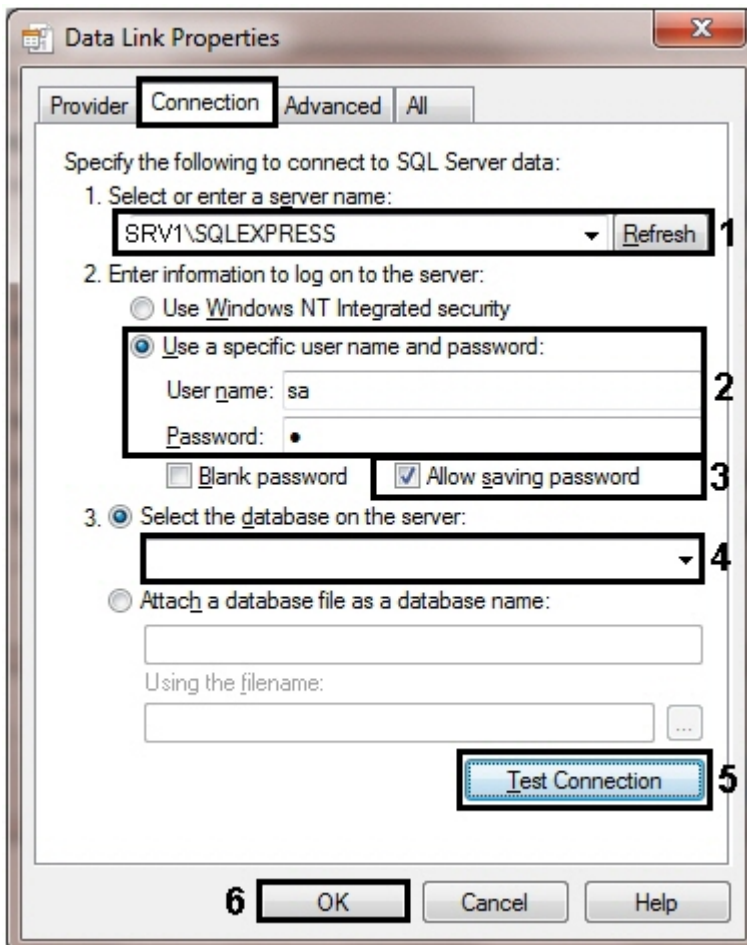 Data Link Properties
Provider Connection Advanced All
Specify the following to connect to SQL Server data:
1. Select or enter a server name:
SRV1\SQLEXPRESS Refresh 1
2. Enter information to log on to the server:
Use Windows NT Integrated security
Use a specific user name and password:
User name: sa 2
Password: ●
Blank password Allow saving password 3
3. Select the database on the server:
4
Attach a database file as a database name:
Using the filename:
...
Test Connection 5
6 OK Cancel Help